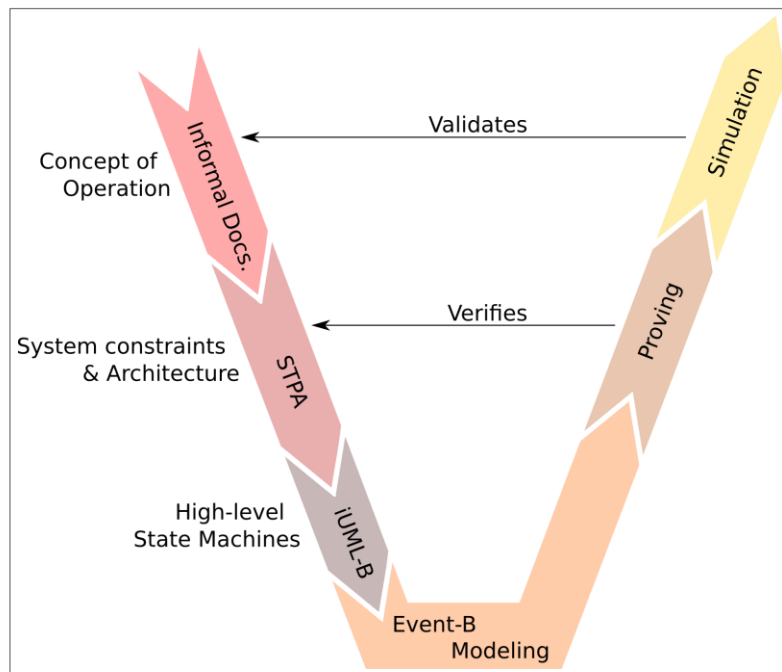 Simulation
Validates
Informal Docs.
Concept of
Operation
Verifies
Proving
System constraints
& Architecture
STPA
High-level
State Machines
iUML-B
Event-B
Modeling